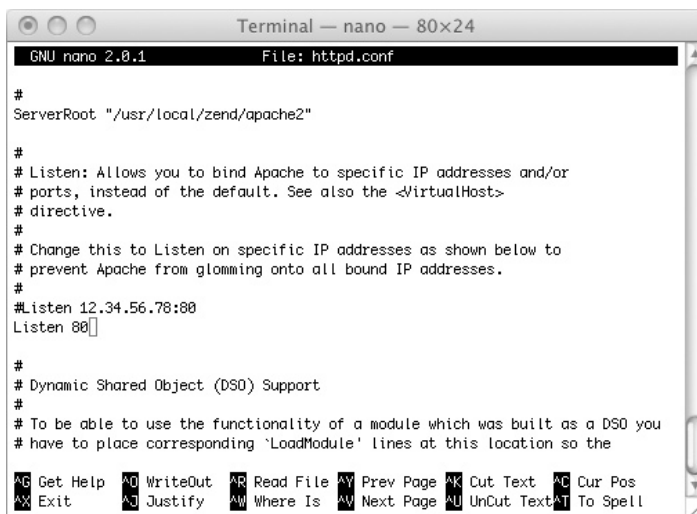 Terminal — nano — 80×24
GNU nano 2.0.1 File: httpd.conf
#
ServerRoot "/usr/local/zend/apache2"
#
# Listen: Allows you to bind Apache to specific IP addresses and/or
# ports, instead of the default. See also the <VirtualHost>
# directive.
#
# Change this to Listen on specific IP addresses as shown below to
# prevent Apache from glomming onto all bound IP addresses.
#
#Listen 12.34.56.78:80
Listen 80
#
# Dynamic Shared Object (DSO) Support
#
# To be able to use the functionality of a module which was built as a DSO you
# have to place corresponding `LoadModule' lines at this location so the
^G Get Help ^O WriteOut ^R Read File ^Y Prev Page ^K Cut Text ^C Cur Pos
^X Exit ^J Justify ^W Where Is ^V Next Page ^U UnCut Text ^T To Spell